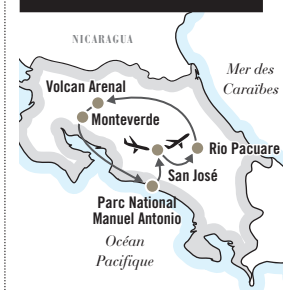 NICARAGUA
Mer des
Caraïbes
Volcan Arenal
Monteverde
Rio Pacuare
San José
Parc National
Manuel Antonio
Océan
Pacifique